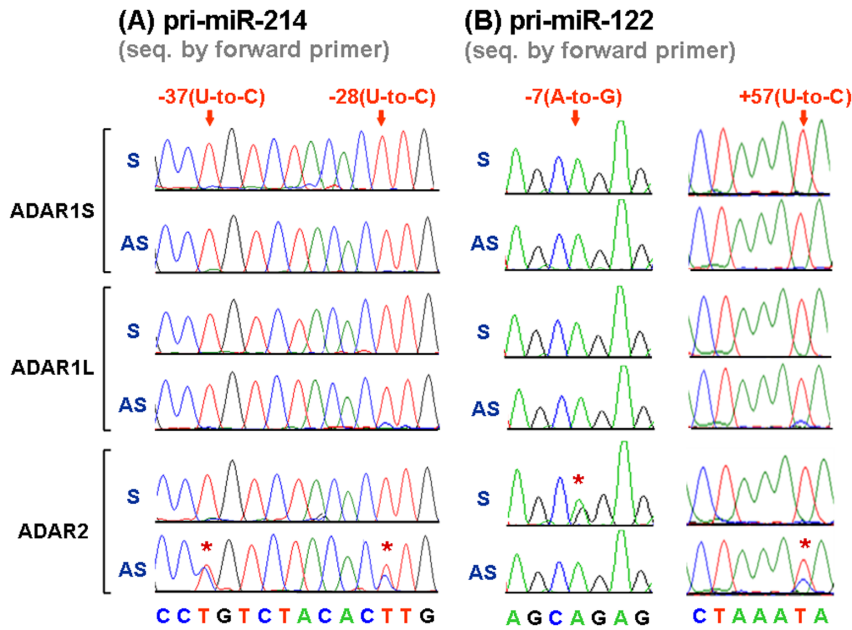 (A) pri-miR-214
(seq. by forward primer)
(B) pri-miR-122
(seq. by forward primer)
-37(U-to-C)
-28(U-to-C)
-7(A-to-G)
+57(U-to-C)
ADAR1S
S
AS
ADAR1L
S
AS
ADAR2
S
*
AS
* * *
C C T G T C T A C A C T T G
A G C A G A G
C T A A A T A